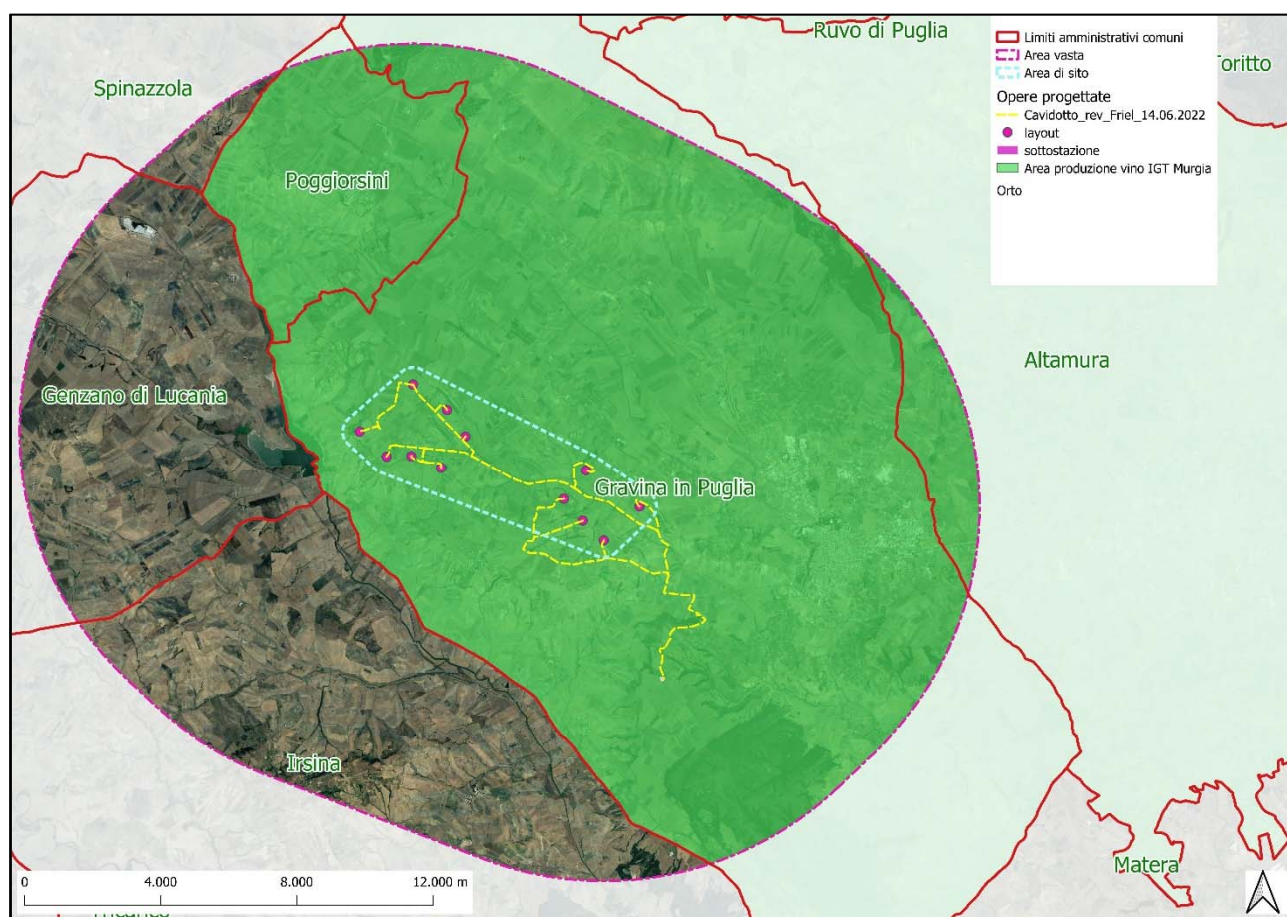 Ruvo di Puglia
Toritto
Spinazzola
Limiti amministrativi comuni
Area vasta
Area di sito
Opere progettate
Cavidotto_rev_Friel_14.06.2022
layout
sottostazione
Area produzione vino IGT Murgia
Orto
Poggiorsini
Altamura
Genzano di Lucania
Gravina in Puglia
Irsina
Matera
0 4.000 8.000 12.000 m